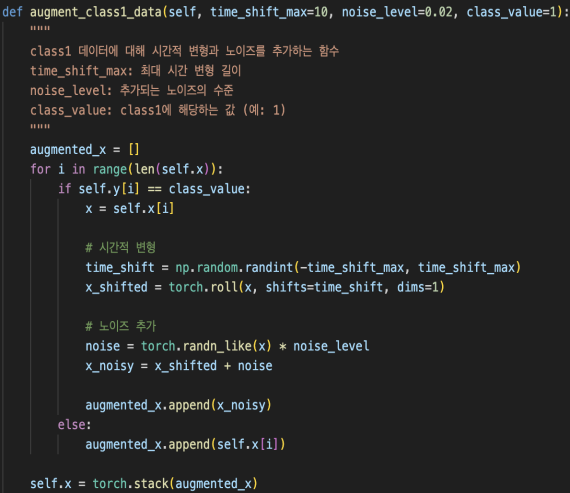 def augment_class1_data(self, time_shift_max=10, noise_level=0.02, class_value=1):
    """
    class1 데이터에 대해 시간적 변형과 노이즈를 추가하는 함수
    time_shift_max: 최대 시간 변형 길이
    noise_level: 추가되는 노이즈의 수준
    class_value: class1에 해당하는 값 (예: 1)
    """
    augmented_x = []
    for i in range(len(self.x)):
        if self.y[i] == class_value:
            x = self.x[i]

            # 시간적 변형
            time_shift = np.random.randint(-time_shift_max, time_shift_max)
            x_shifted = torch.roll(x, shifts=time_shift, dims=1)

            # 노이즈 추가
            noise = torch.randn_like(x) * noise_level
            x_noisy = x_shifted + noise

            augmented_x.append(x_noisy)
        else:
            augmented_x.append(self.x[i])

    self.x = torch.stack(augmented_x)